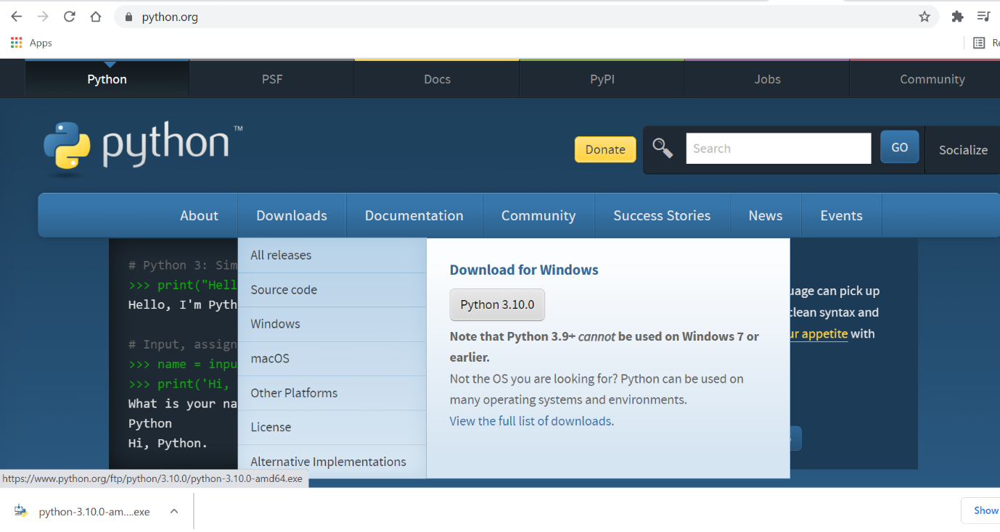 python.org
Apps
Python
PSF
Docs
PyPI
Jobs
Community
python™
Donate
Search
GO
Socialize
About
Downloads
Documentation
Community
Success Stories
News
Events
# Python 3: Sim
>>> print("Hell
Hello, I'm Pyth
# Input, assign
>>> name = inpu
>>> print('Hi,
What is your na
Python
Hi, Python.
All releases
Source code
Windows
macOS
Other Platforms
License
Alternative Implementations
Download for Windows
Python 3.10.0
Note that Python 3.9+ cannot be used on Windows 7 or
earlier.
Not the OS you are looking for? Python can be used on
many operating systems and environments.
View the full list of downloads.
uage can pick up
clean syntax and
ur appetite with
https://www.python.org/ftp/python/3.10.0/python-3.10.0-amd64.exe
python-3.10.0-am....exe
Show